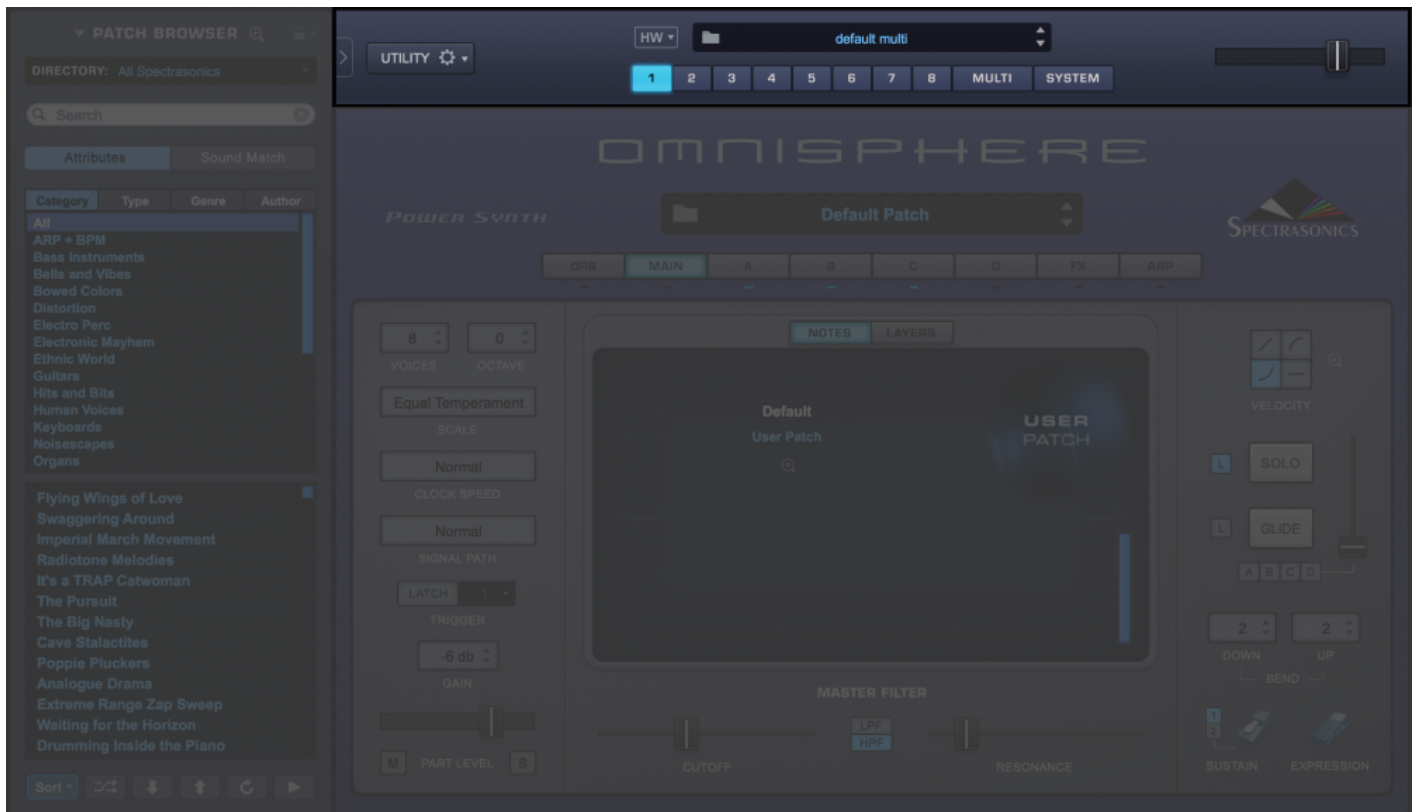 PATCH BROWSER
DIRECTORY: All Spectrasonics
Search
Attributes Sound Match
Category Type Genre Author
All
ARP + BPM
Bass Instruments
Bells and Vibes
Bowed Colors
Distortion
Electro Perc
Electronic Mayhem
Ethnic World
Guitars
Hits and Bits
Human Voices
Keyboards
Noisescapes
Organs
Flying Wings of Love
Swaggering Around
Imperial March Movement
Radiotone Melodies
It's a TRAP Catwoman
The Pursuit
The Big Nasty
Cave Stalactites
Poppie Pluckers
Analogue Drama
Extreme Range Zap Sweep
Waiting for the Horizon
Drumming Inside the Piano
Sort
UTILITY
HW default multi
1 2 3 4 5 6 7 8 MULTI SYSTEM
OMNISPHERE
POWER SYNTH
Default Patch
SPECTRASONICS
ORB MAIN A B C D FX ARP
8 0
VOICES OCTAVE
Equal Temperament
SCALE
Normal
CLOCK SPEED
Normal
SIGNAL PATH
LATCH
TRIGGER
-6 db
GAIN
M PART LEVEL S
NOTES LAYERS
Default
User Patch
USER
PATCH
MASTER FILTER
LPF
HPF
CUTOFF RESONANCE
VELOCITY
L SOLO
L GLIDE
A B C D
2 2
DOWN UP
BEND
1
2
SUSTAIN EXPRESSION